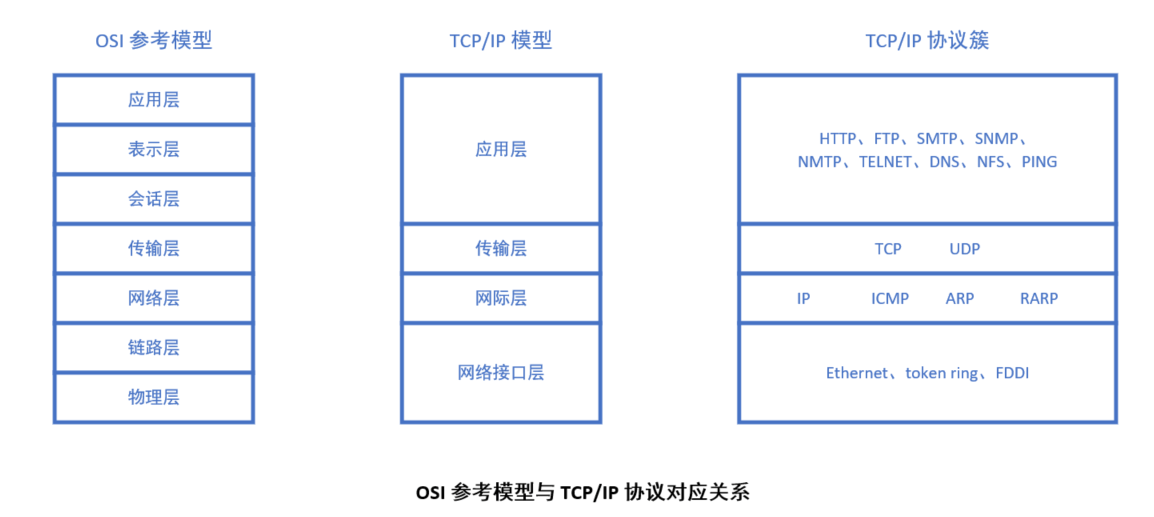 OSI 参考模型
TCP/IP 模型
TCP/IP 协议簇
应用层
表示层
会话层
传输层
网络层
链路层
物理层
应用层
传输层
网际层
网络接口层
HTTP、FTP、SMTP、SNMP、
NMTP、TELNET、DNS、NFS、PING
TCP UDP
IP ICMP ARP RARP
Ethernet、token ring、FDDI
OSI 参考模型与 TCP/IP 协议对应关系